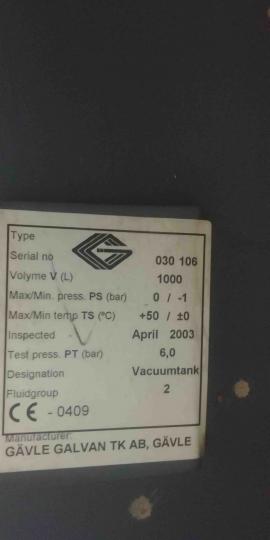 Type
Serial no 030 106
Volyme V (L) 1000
Max/Min. press. PS (bar) 0 / -1
Max/Min temp TS (ºC) +50 / ±0
Inspected April 2003
Test press. PT (bar) 6,0
Designation Vacuumtank
Fluidgroup 2
CE - 0409
Manufacturer:
GÄVLE GALVAN TK AB, GÄVLE